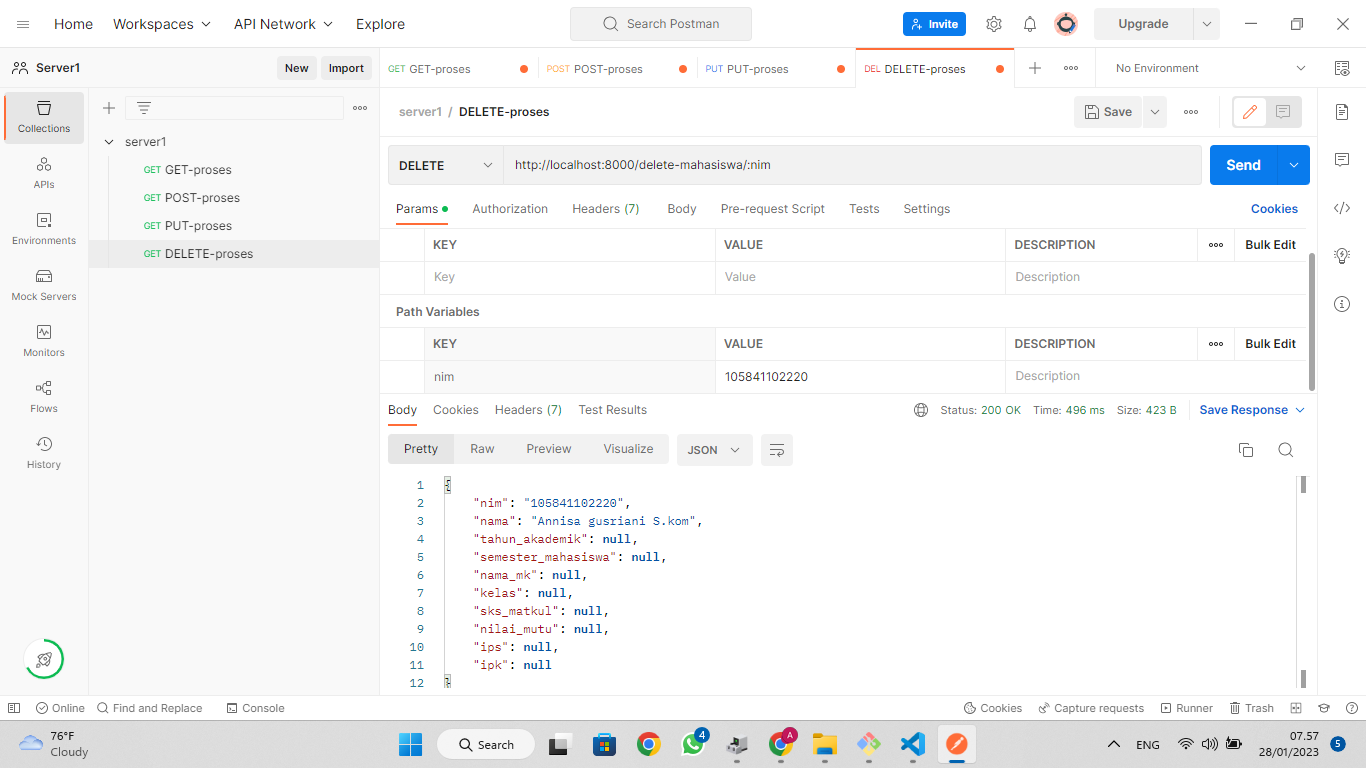 Home Workspaces API Network Explore Search Postman Invite Upgrade
Server1 New Import GET GET-proses POST POST-proses PUT PUT-proses DEL DELETE-proses No Environment
Collections
APIs
Environments
Mock Servers
Monitors
Flows
History
server1
GET GET-proses
GET POST-proses
GET PUT-proses
GET DELETE-proses
server1 / DELETE-proses Save
DELETE http://localhost:8000/delete-mahasiswa/:nim Send
Params Authorization Headers (7) Body Pre-request Script Tests Settings Cookies
KEY VALUE DESCRIPTION Bulk Edit
Key Value Description
Path Variables
KEY VALUE DESCRIPTION Bulk Edit
nim 105841102220 Description
Body Cookies Headers (7) Test Results Status: 200 OK Time: 496 ms Size: 423 B Save Response
Pretty Raw Preview Visualize JSON
1 {
2 "nim": "105841102220",
3 "nama": "Annisa gusriani S.kom",
4 "tahun_akademik": null,
5 "semester_mahasiswa": null,
6 "nama_mk": null,
7 "kelas": null,
8 "sks_matkul": null,
9 "nilai_mutu": null,
10 "ips": null,
11 "ipk": null
12 }
Online Find and Replace Console Cookies Capture requests Runner Trash
76°F
Cloudy
Search 4 A ENG
07.57
28/01/2023 5